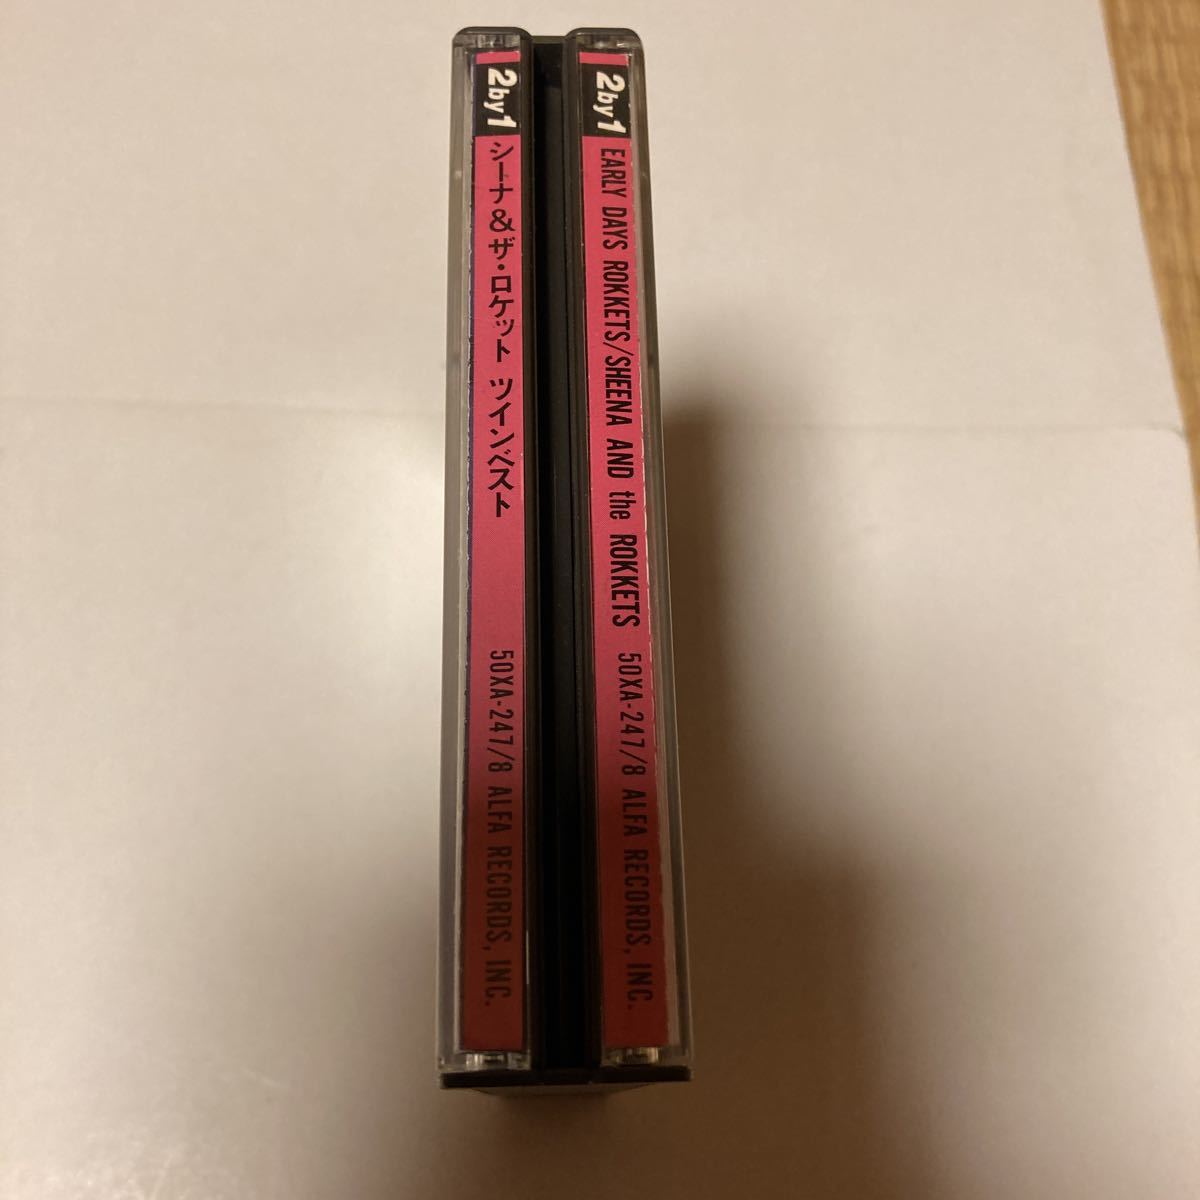 2by1 シーナ&ザ・ロケット ツインベスト 50XA-247/8 ALFA RECORDS, INC.
2by1 EARLY DAYS ROKKETS/SHEENA AND the ROKKETS 50XA-247/8 ALFA RECORDS, INC.